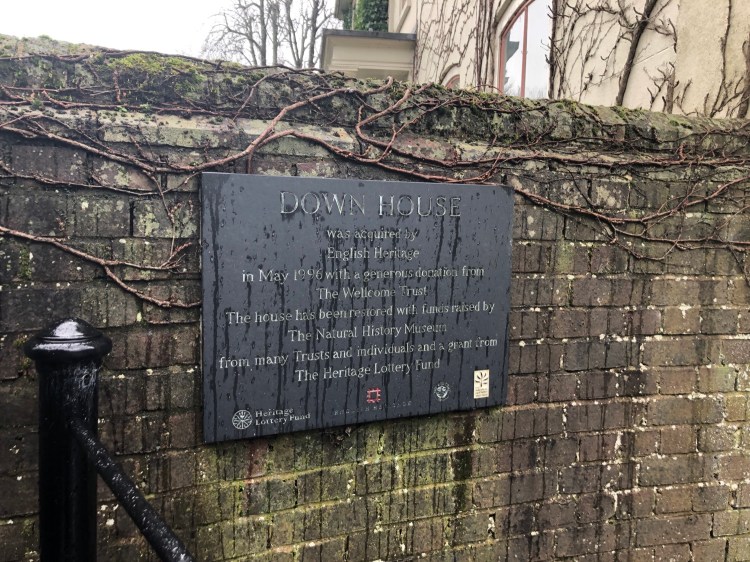 DOWN HOUSE
was acquired by
English Heritage
in May 1996 with a generous donation from
The Wellcome Trust
The house has been restored with funds raised by
The Natural History Museum
from many Trusts and individuals and a grant from
The Heritage Lottery Fund
Heritage
Lottery Fund
ENGLISH HERITAGE